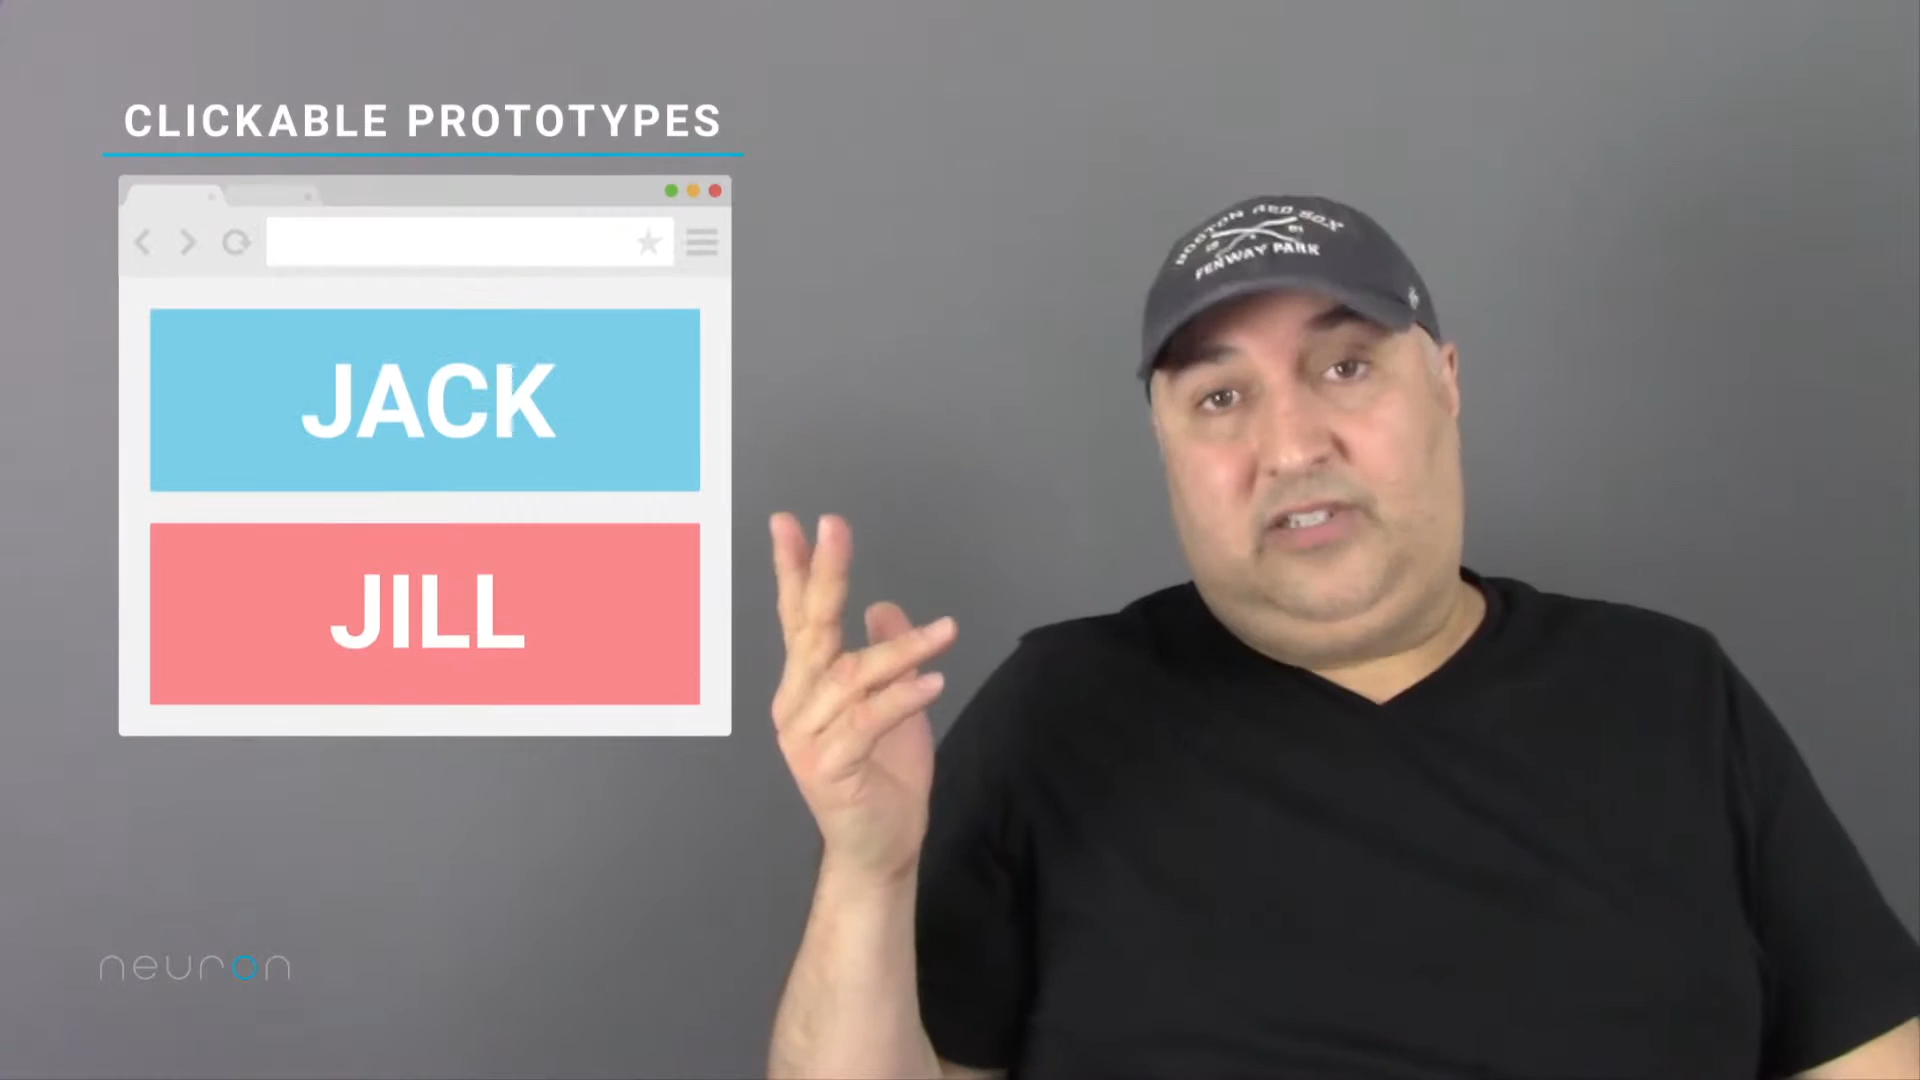 CLICKABLE PROTOTYPES
JACK
JILL
BOSTON RED SOX
FENWAY PARK
neuron